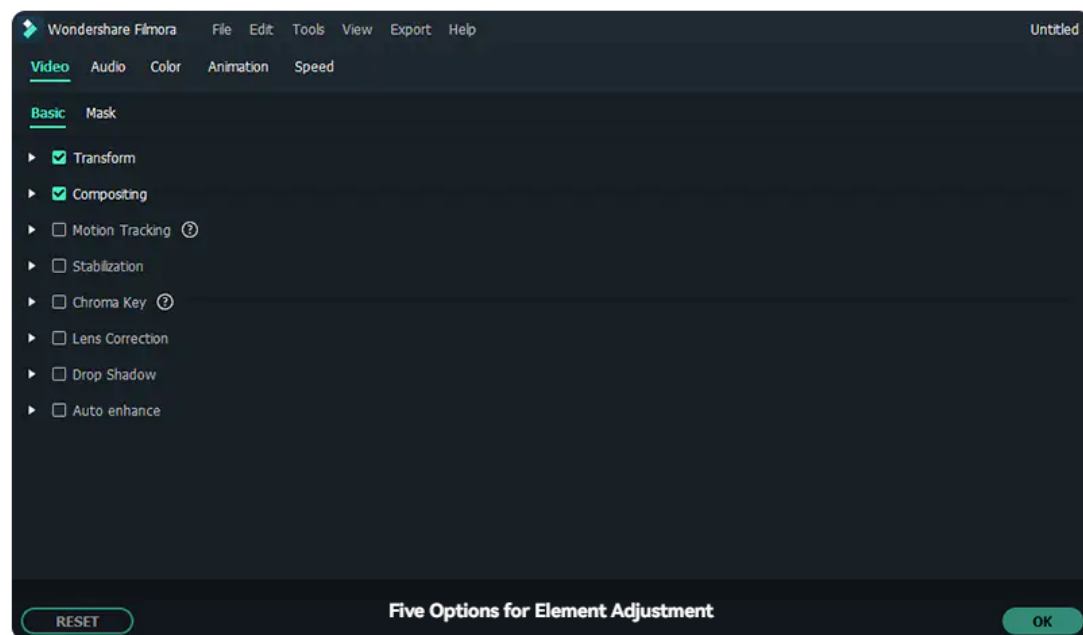 Wondershare Filmora File Edit Tools View Export Help Untitled
Video Audio Color Animation Speed
Basic Mask
Transform
Compositing
Motion Tracking ?
Stabilization
Chroma Key ?
Lens Correction
Drop Shadow
Auto enhance
RESET Five Options for Element Adjustment OK